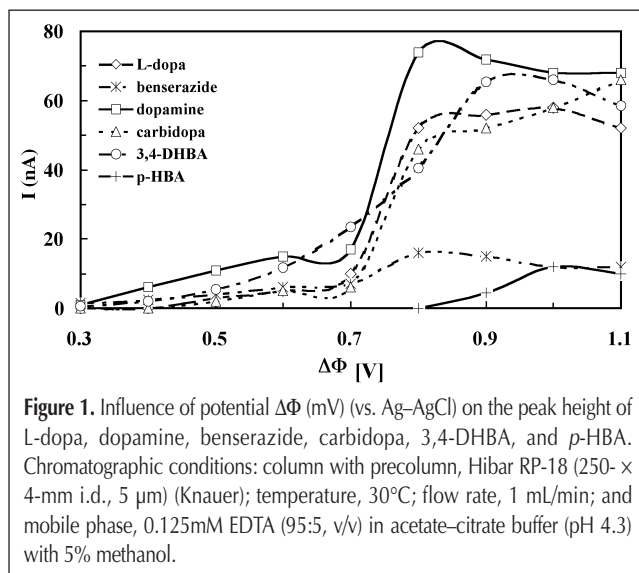 80
60
40
20
0
I (nA)
L-dopa
benserazide
dopamine
carbidopa
3,4-DHBA
p-HBA
0.3 0.5 0.7 0.9 1.1
ΔΦ [V]
Figure 1. Influence of potential ΔΦ (mV) (vs. Ag–AgCl) on the peak height of
L-dopa, dopamine, benserazide, carbidopa, 3,4-DHBA, and p-HBA.
Chromatographic conditions: column with precolumn, Hibar RP-18 (250- ×
4-mm i.d., 5 µm) (Knauer); temperature, 30°C; flow rate, 1 mL/min; and
mobile phase, 0.125mM EDTA (95:5, v/v) in acetate–citrate buffer (pH 4.3)
with 5% methanol.